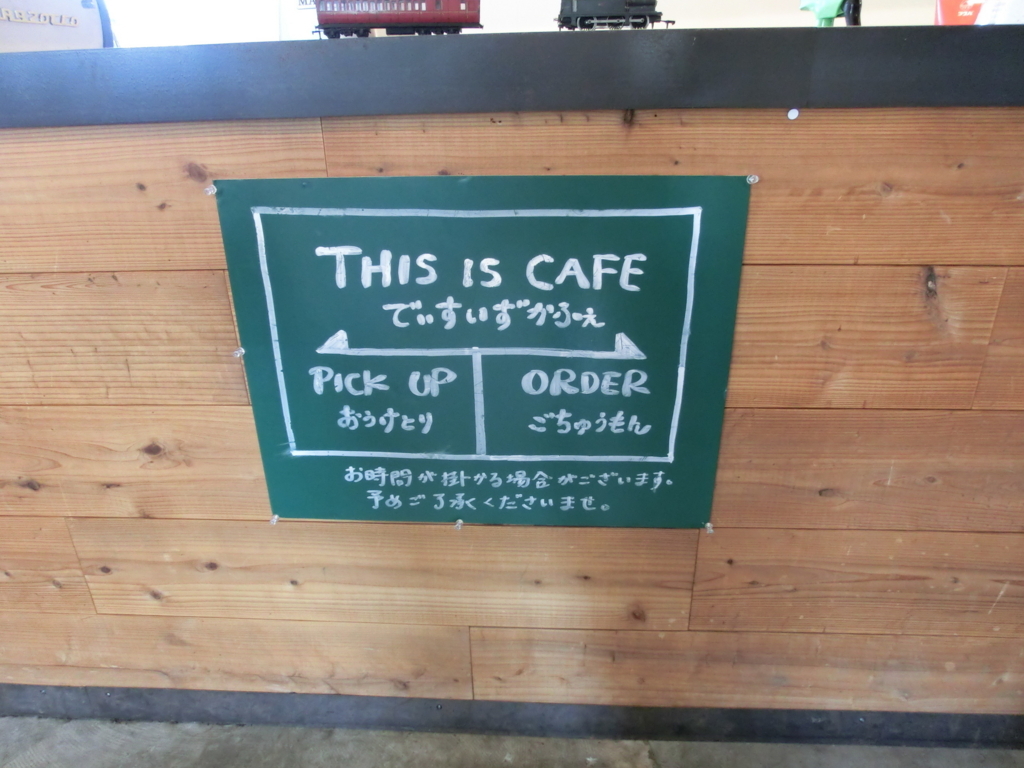 THIS IS CAFE
でぃすいずかふぇ
PICK UP
おうけとり
ORDER
ごちゅうもん
お時間が掛かる場合がございます。
予めご了承くださいませ。